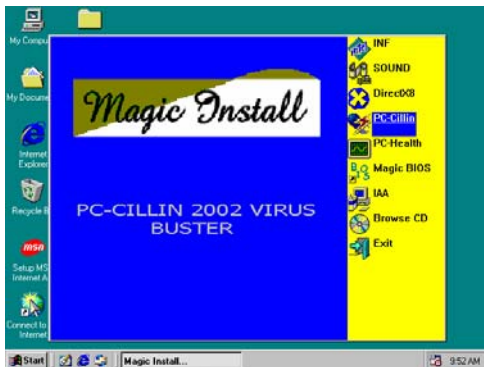 My Compu
My Docume
Internet
Explorer
Recycle B
msn
Setup MS
Internet A
Connect to
Internet
Magic Install
PC-CILLIN 2002 VIRUS
BUSTER
INF
SOUND
DirectX8
PC-Cillin
PC-Health
Magic BIOS
IAA
Browse CD
Exit
Start
Magic Install...
9:52 AM